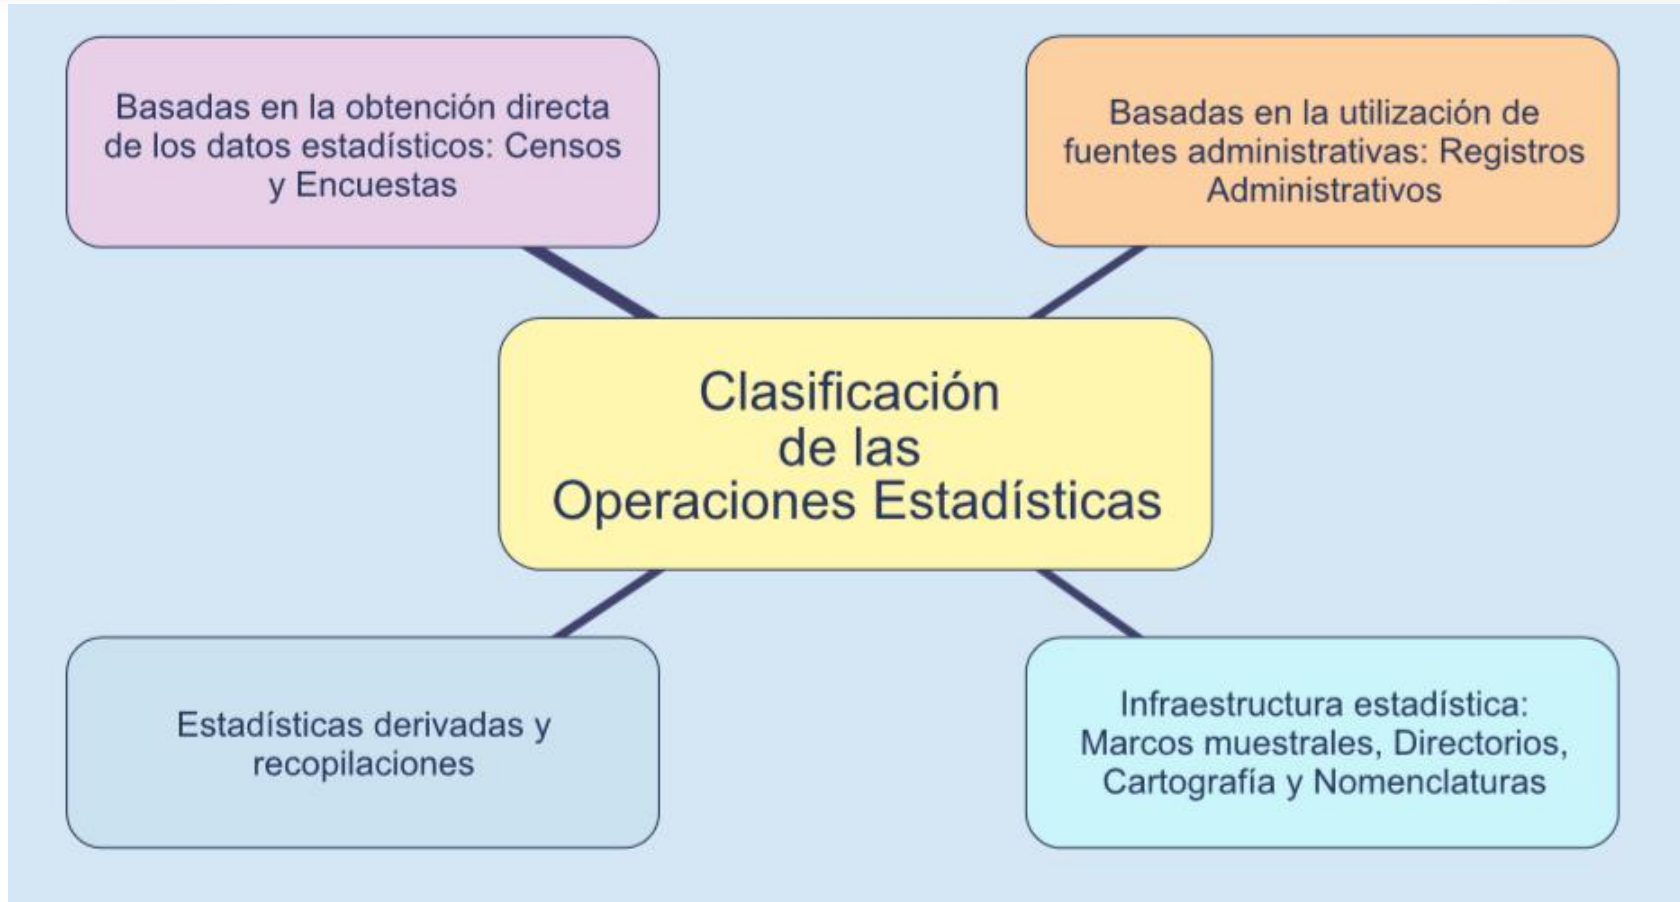 Basadas en la obtención directa
de los datos estadísticos: Censos
y Encuestas
Basadas en la utilización de
fuentes administrativas: Registros
Administrativos
Clasificación
de las
Operaciones Estadísticas
Estadísticas derivadas y
recopilaciones
Infraestructura estadística:
Marcos muestrales, Directorios,
Cartografía y Nomenclaturas